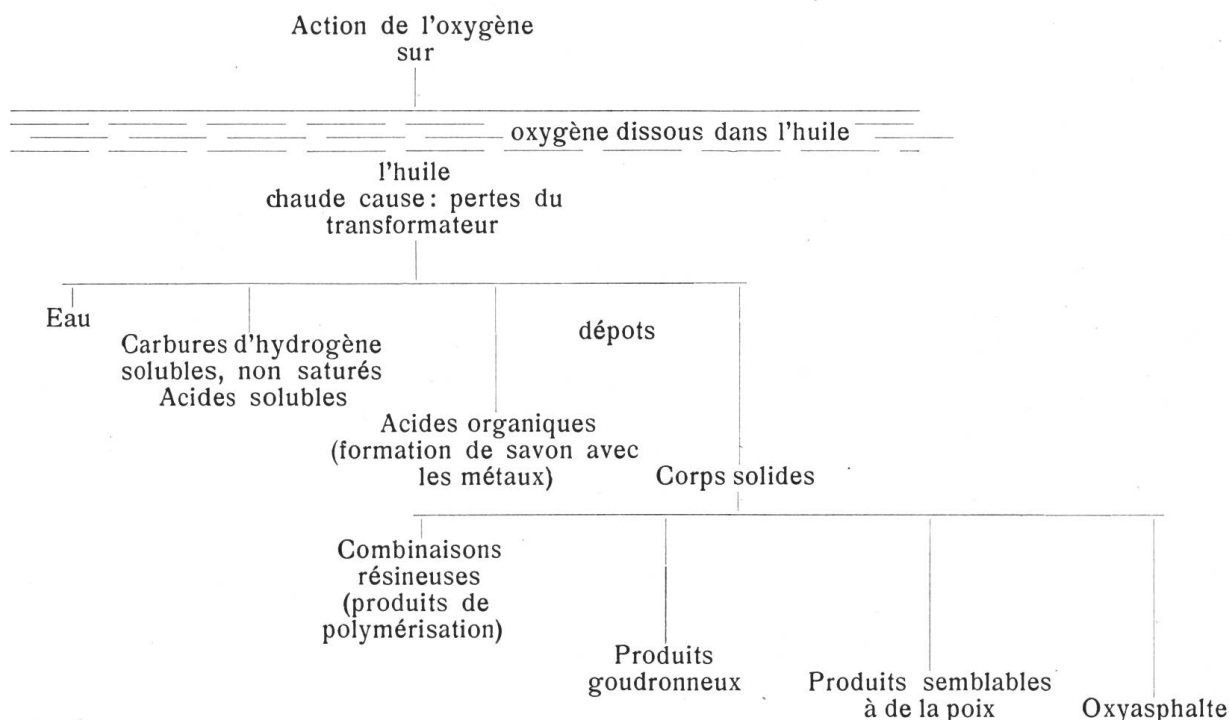 Action de l'oxygène
sur
oxygène dissous dans l'huile
l'huile
chaude cause: pertes du
transformateur
Eau
Carbures d'hydrogène
solubles, non saturés
Acides solubles
dépots
Acides organiques
(formation de savon avec
les métaux)
Corps solides
Combinaisons
résineuses
(produits de
polymérisation)
Produits
goudronneux
Produits semblables
à de la poix
Oxyasphalte